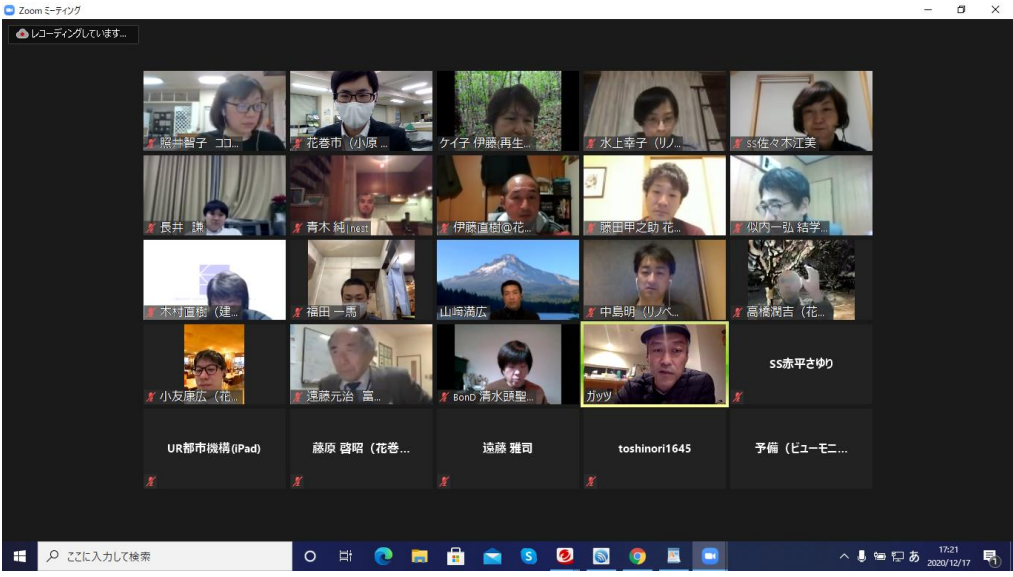 Zoom ミーティング
レコーディングしています...
照井智子 ココ...
花巻市（小原 ...
ケイ子 伊藤(再生...
水上幸子（リノ...
ss佐々木江美
長井 謙
青木 純|nest
伊藤直樹@花...
藤田甲之助 花...
似内一弘 結学...
木村直樹（建...
福田 一馬
山崎満広
中島明（リノベ...
高橋潤吉（花...
小友康広（花...
遠藤元治 富...
BonD 清水頭聖...
ガッツ
ss赤平さゆり
UR都市機構(iPad)
藤原 啓昭（花巻...
遠藤 雅司
toshinori1645
予備（ビューモニ...
ここに入力して検索
あ
17:21
2020/12/17
1